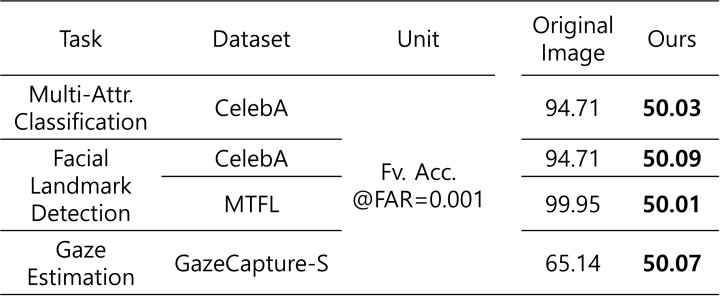 Task Dataset Unit Original Image Ours
Multi-Attr. Classification CelebA Fv. Acc. @FAR=0.001 94.71 50.03
Facial Landmark Detection CelebA 94.71 50.09
MTFL 99.95 50.01
Gaze Estimation GazeCapture-S 65.14 50.07